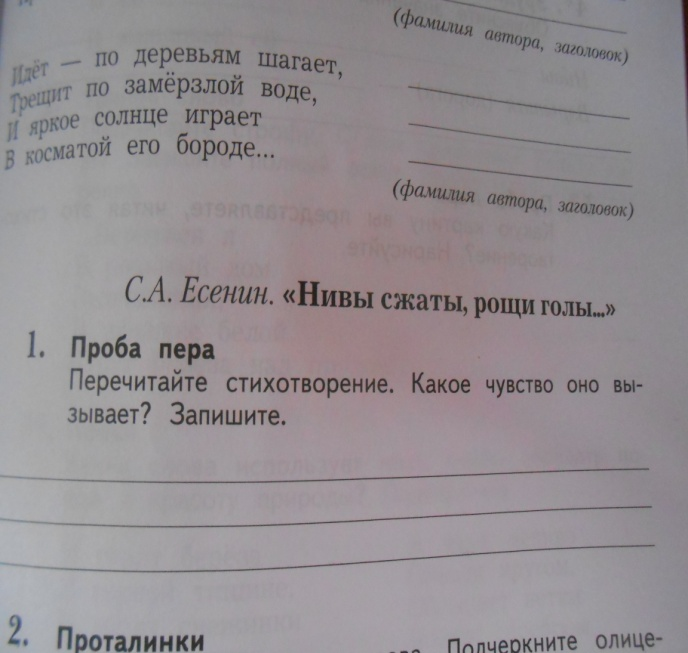 (фамилия автора, заголовок)
Идёт — по деревьям шагает,
Трещит по замёрзлой воде,
И яркое солнце играет
В косматой его бороде...
(фамилия автора, заголовок)
С.А. Есенин. «Нивы сжаты, рощи голы...»
1. Проба пера
Перечитайте стихотворение. Какое чувство оно вы-
зывает? Запишите.
2. Проталинки
Подчеркните олице-